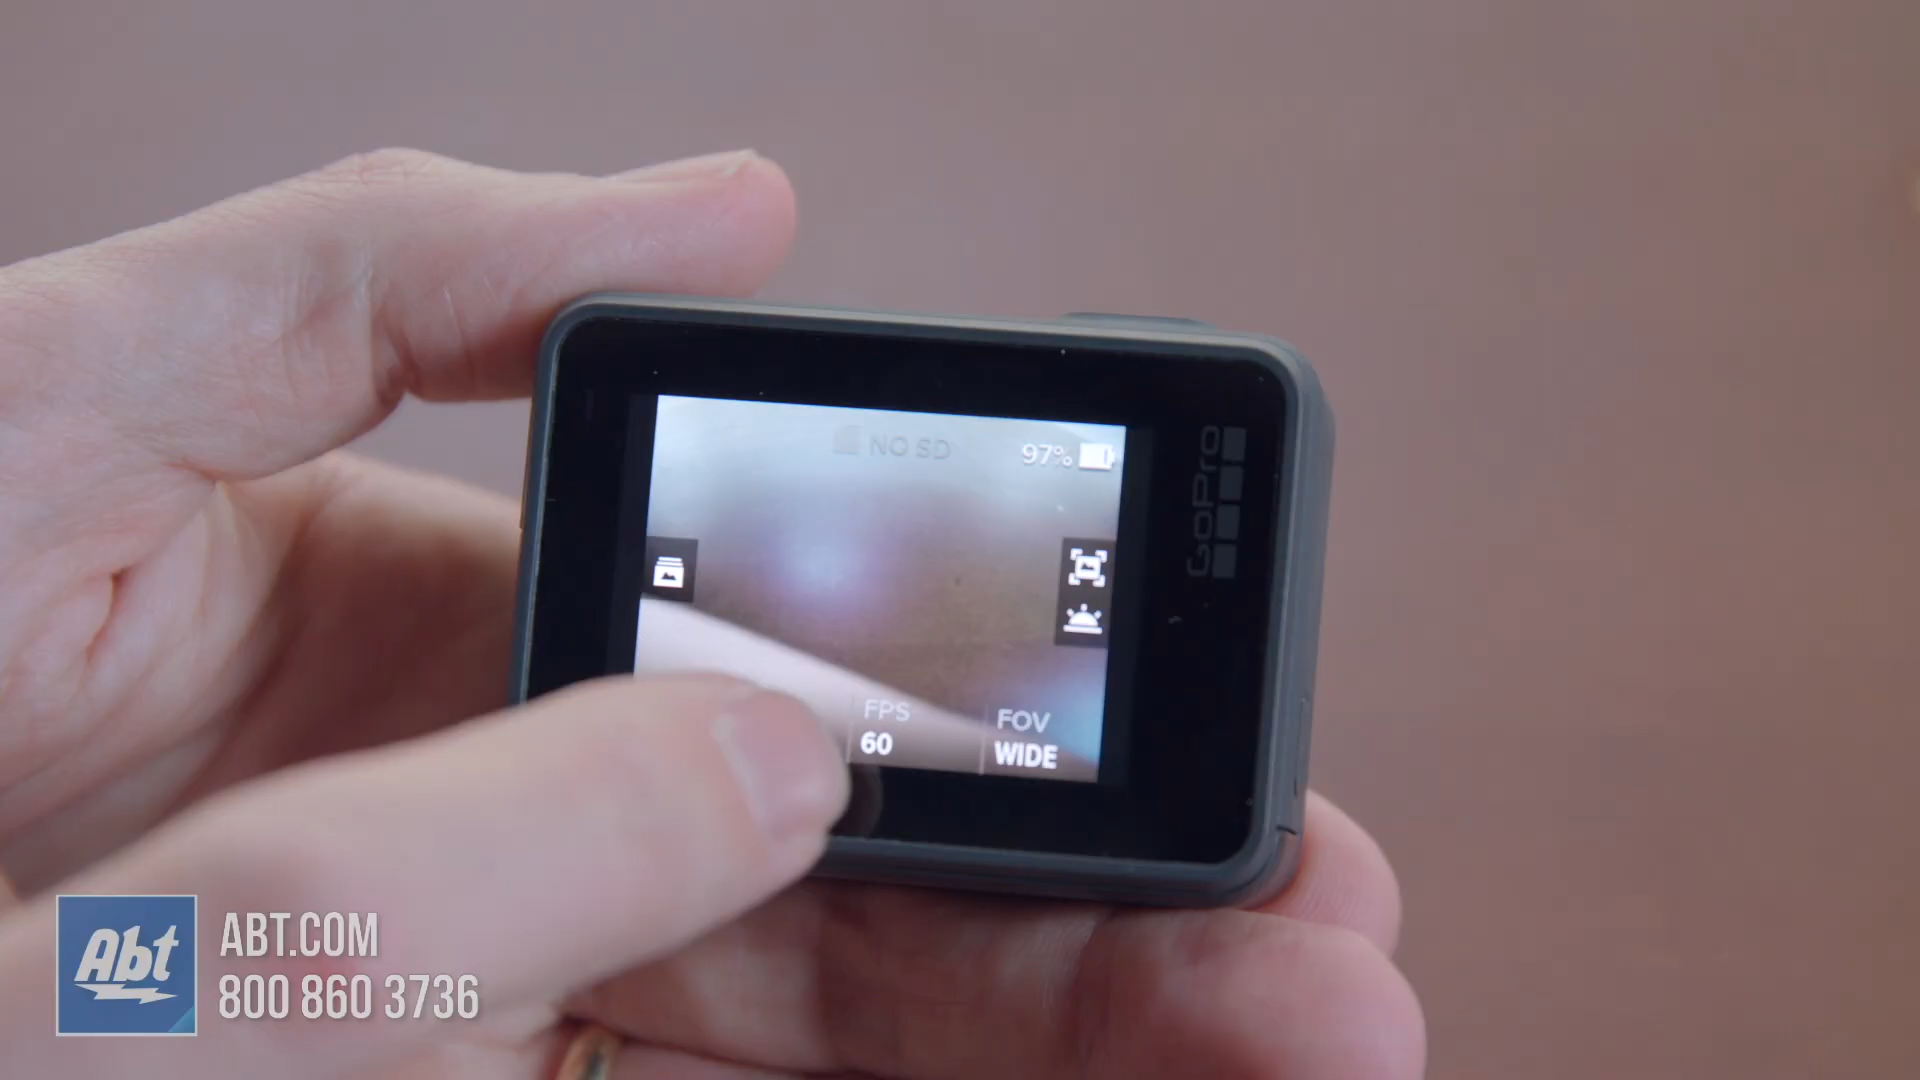 NO SD
97%
FPS
60
FOV
WIDE
GoPro
Abt
ABT.COM
800 860 3736